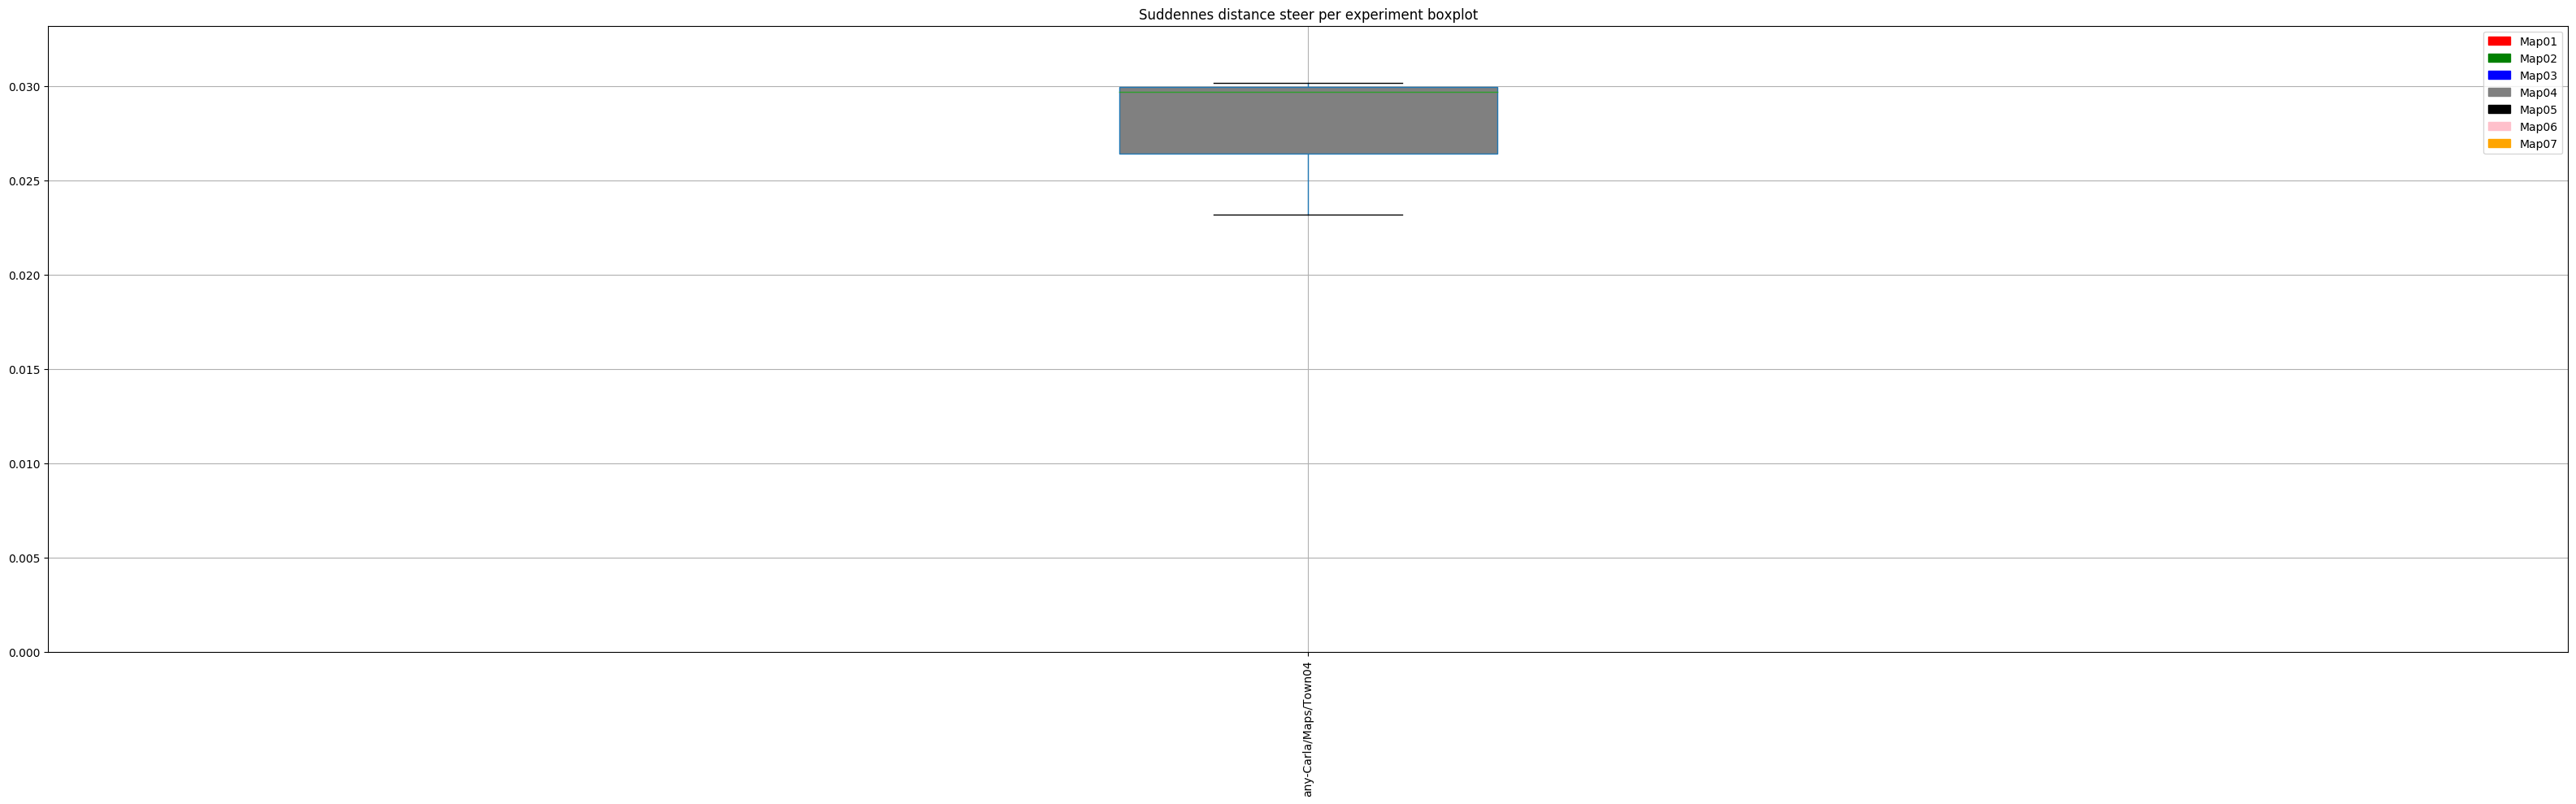 Suddennes distance steer per experiment boxplot
0.030
0.025
0.020
0.015
0.010
0.005
0.000
Map01
Map02
Map03
Map04
Map05
Map06
Map07
any-Carla/Maps/Town04